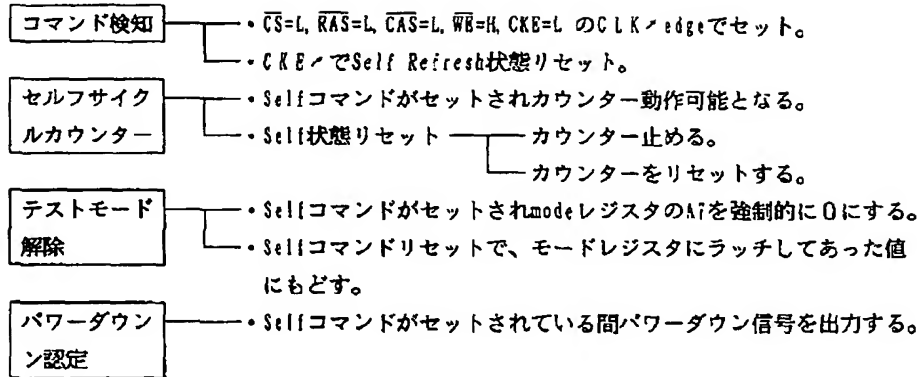 コマンド検知 ・C̅S̅=L, R̅A̅S̅=L, C̅A̅S̅=L, W̅E̅=H, CKE=L のCLK↗edgeでセット。
・CKE↗でSelf Refresh状態リセット。
セルフサイク ・Selfコマンドがセットされカウンター動作可能となる。
ルカウンター ・Self状態リセット カウンター止める。
カウンターをリセットする。
テストモード ・SelfコマンドがセットされmodeレジスタのA7を強制的に0にする。
解除 ・Selfコマンドリセットで、モードレジスタにラッチしてあった値
にもどす。
パワーダウン ・Selfコマンドがセットされている間パワーダウン信号を出力する。
ン認定